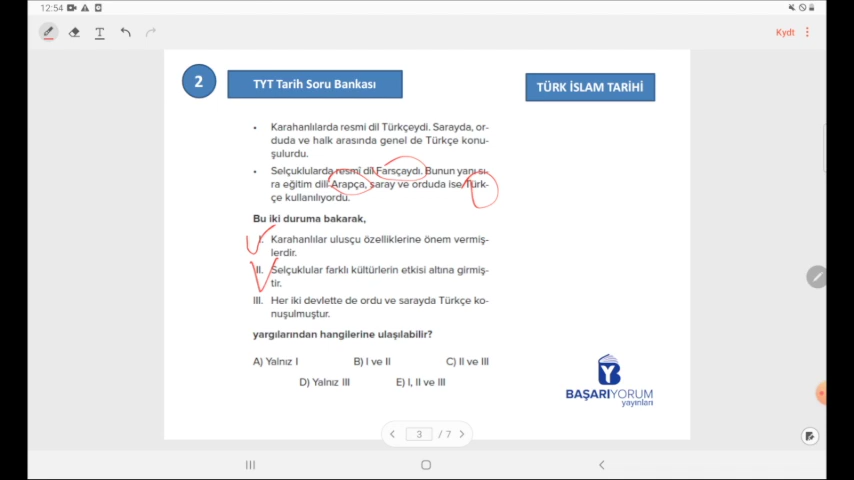 12:54
Kydt
2
TYT Tarih Soru Bankası
TÜRK İSLAM TARİHİ
• Karahanlılarda resmi dil Türkçeydi. Sarayda, or-
duda ve halk arasında genel de Türkçe konu-
şulurdu.
• Selçuklularda resmî dil Farsçaydı. Bunun yanı sı-
ra eğitim dili Arapça, saray ve orduda ise Türk-
çe kullanılıyordu.
Bu iki duruma bakarak,
I. Karahanlılar ulusçu özelliklerine önem vermiş-
lerdir.
II. Selçuklular farklı kültürlerin etkisi altına girmiş-
tir.
III. Her iki devlette de ordu ve sarayda Türkçe ko-
nuşulmuştur.
yargılarından hangilerine ulaşılabilir?
A) Yalnız I B) I ve II C) II ve III
D) Yalnız III E) I, II ve III
BAŞARIYORUM
yayınları
3 / 7